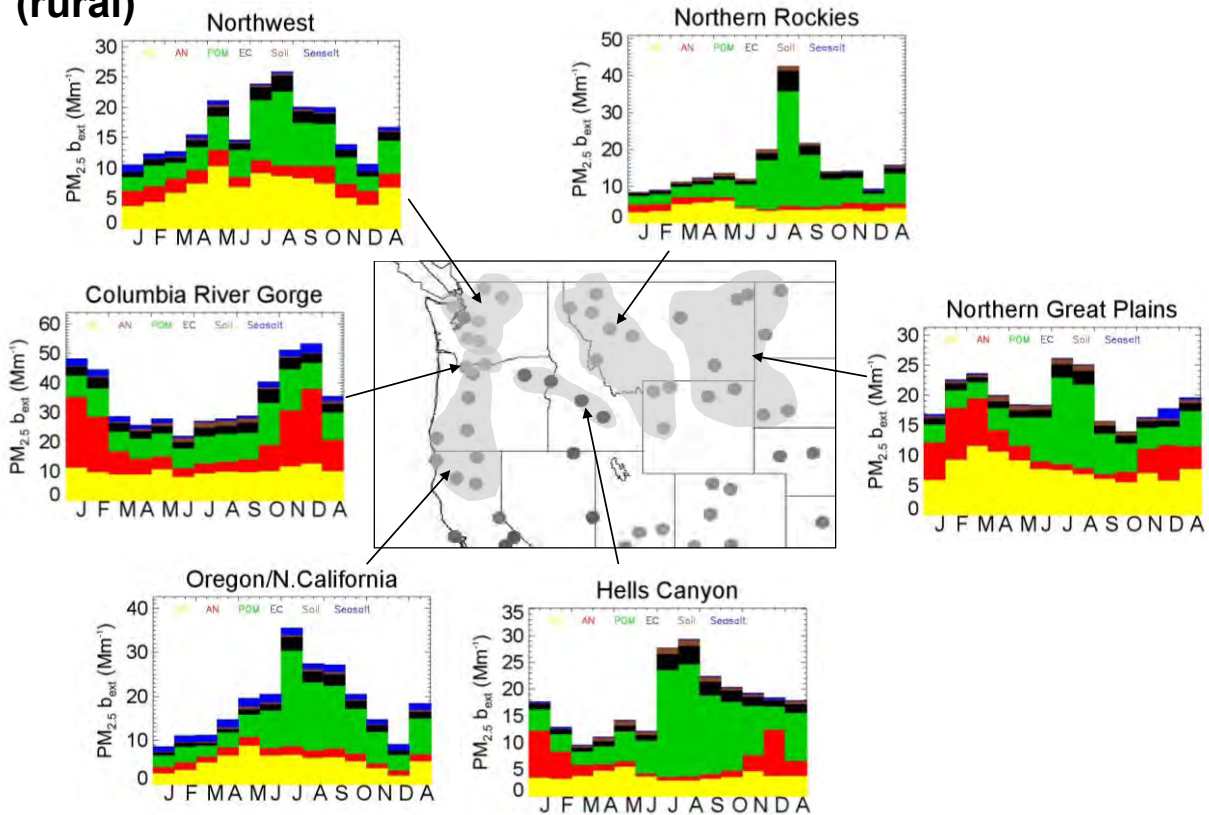 (rural)
Northwest
AN POM EC Soil Seasalt
PM2.5 bext (Mm-1)
30
25
20
15
10
5
0
J F M A M J J A S O N D A
Northern Rockies
AN POM EC Soil Seasalt
PM2.5 bext (Mm-1)
50
40
30
20
10
0
J F M A M J J A S O N D A
Columbia River Gorge
AN POM EC Soil Seasalt
PM2.5 bext (Mm-1)
60
50
40
30
20
10
0
J F M A M J J A S O N D A
Northern Great Plains
AN POM EC Soil Seasalt
PM2.5 bext (Mm-1)
30
25
20
15
10
5
0
J F M A M J J A S O N D A
Oregon/N.California
AN POM EC Soil Seasalt
PM2.5 bext (Mm-1)
40
30
20
10
0
J F M A M J J A S O N D A
Hells Canyon
AN POM EC Soil Seasalt
PM2.5 bext (Mm-1)
35
30
25
20
15
10
5
0
J F M A M J J A S O N D A